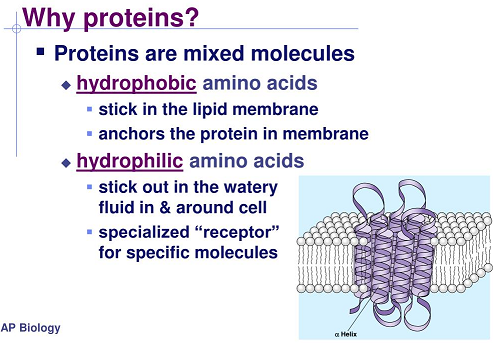 Why proteins?
Proteins are mixed molecules
hydrophobic amino acids
stick in the lipid membrane
anchors the protein in membrane
hydrophilic amino acids
stick out in the watery
fluid in & around cell
specialized “receptor”
for specific molecules
α Helix
AP Biology